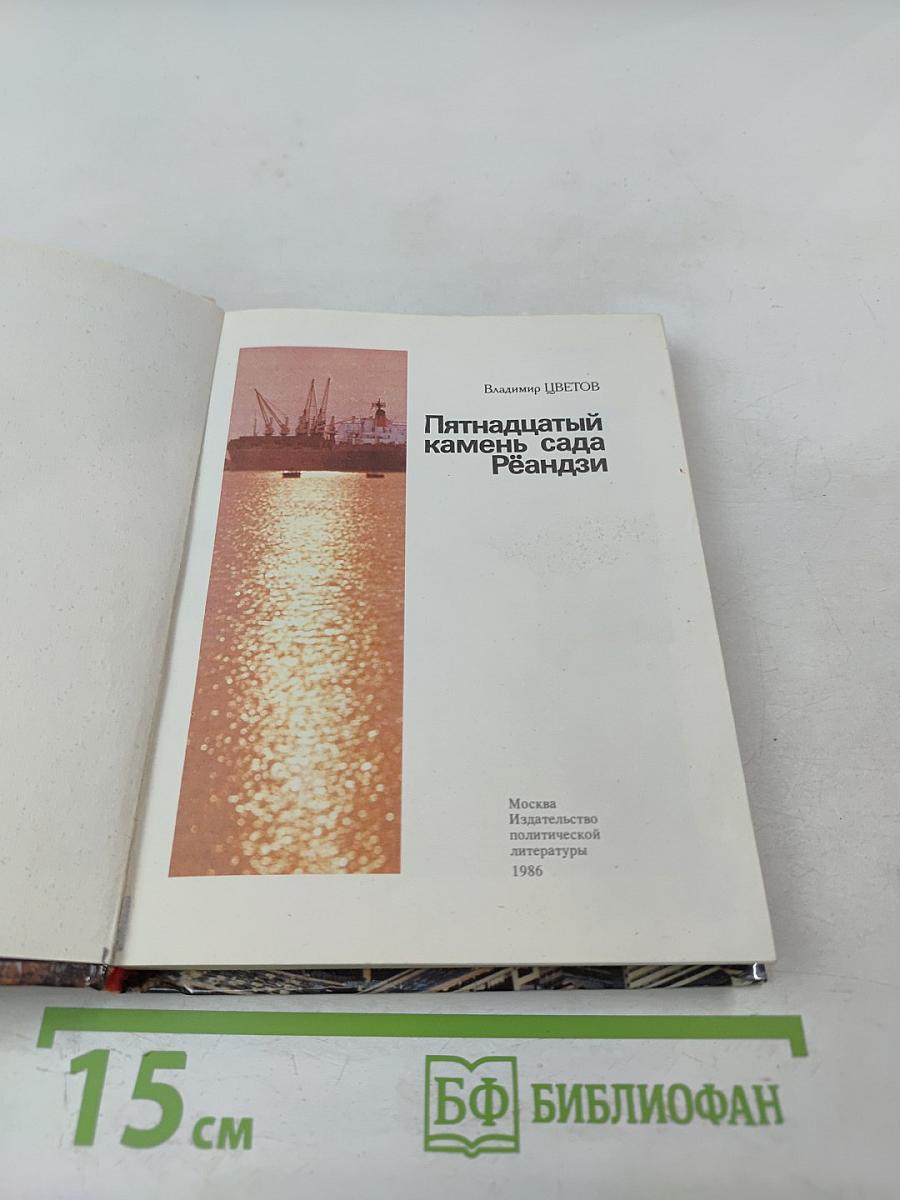 Владимир ЦВЕТОВ
Пятнадцатый
камень сада
Рёандзи
Москва
Издательство
политической
литературы
1986
15 см
БФ БИБЛИОФАН